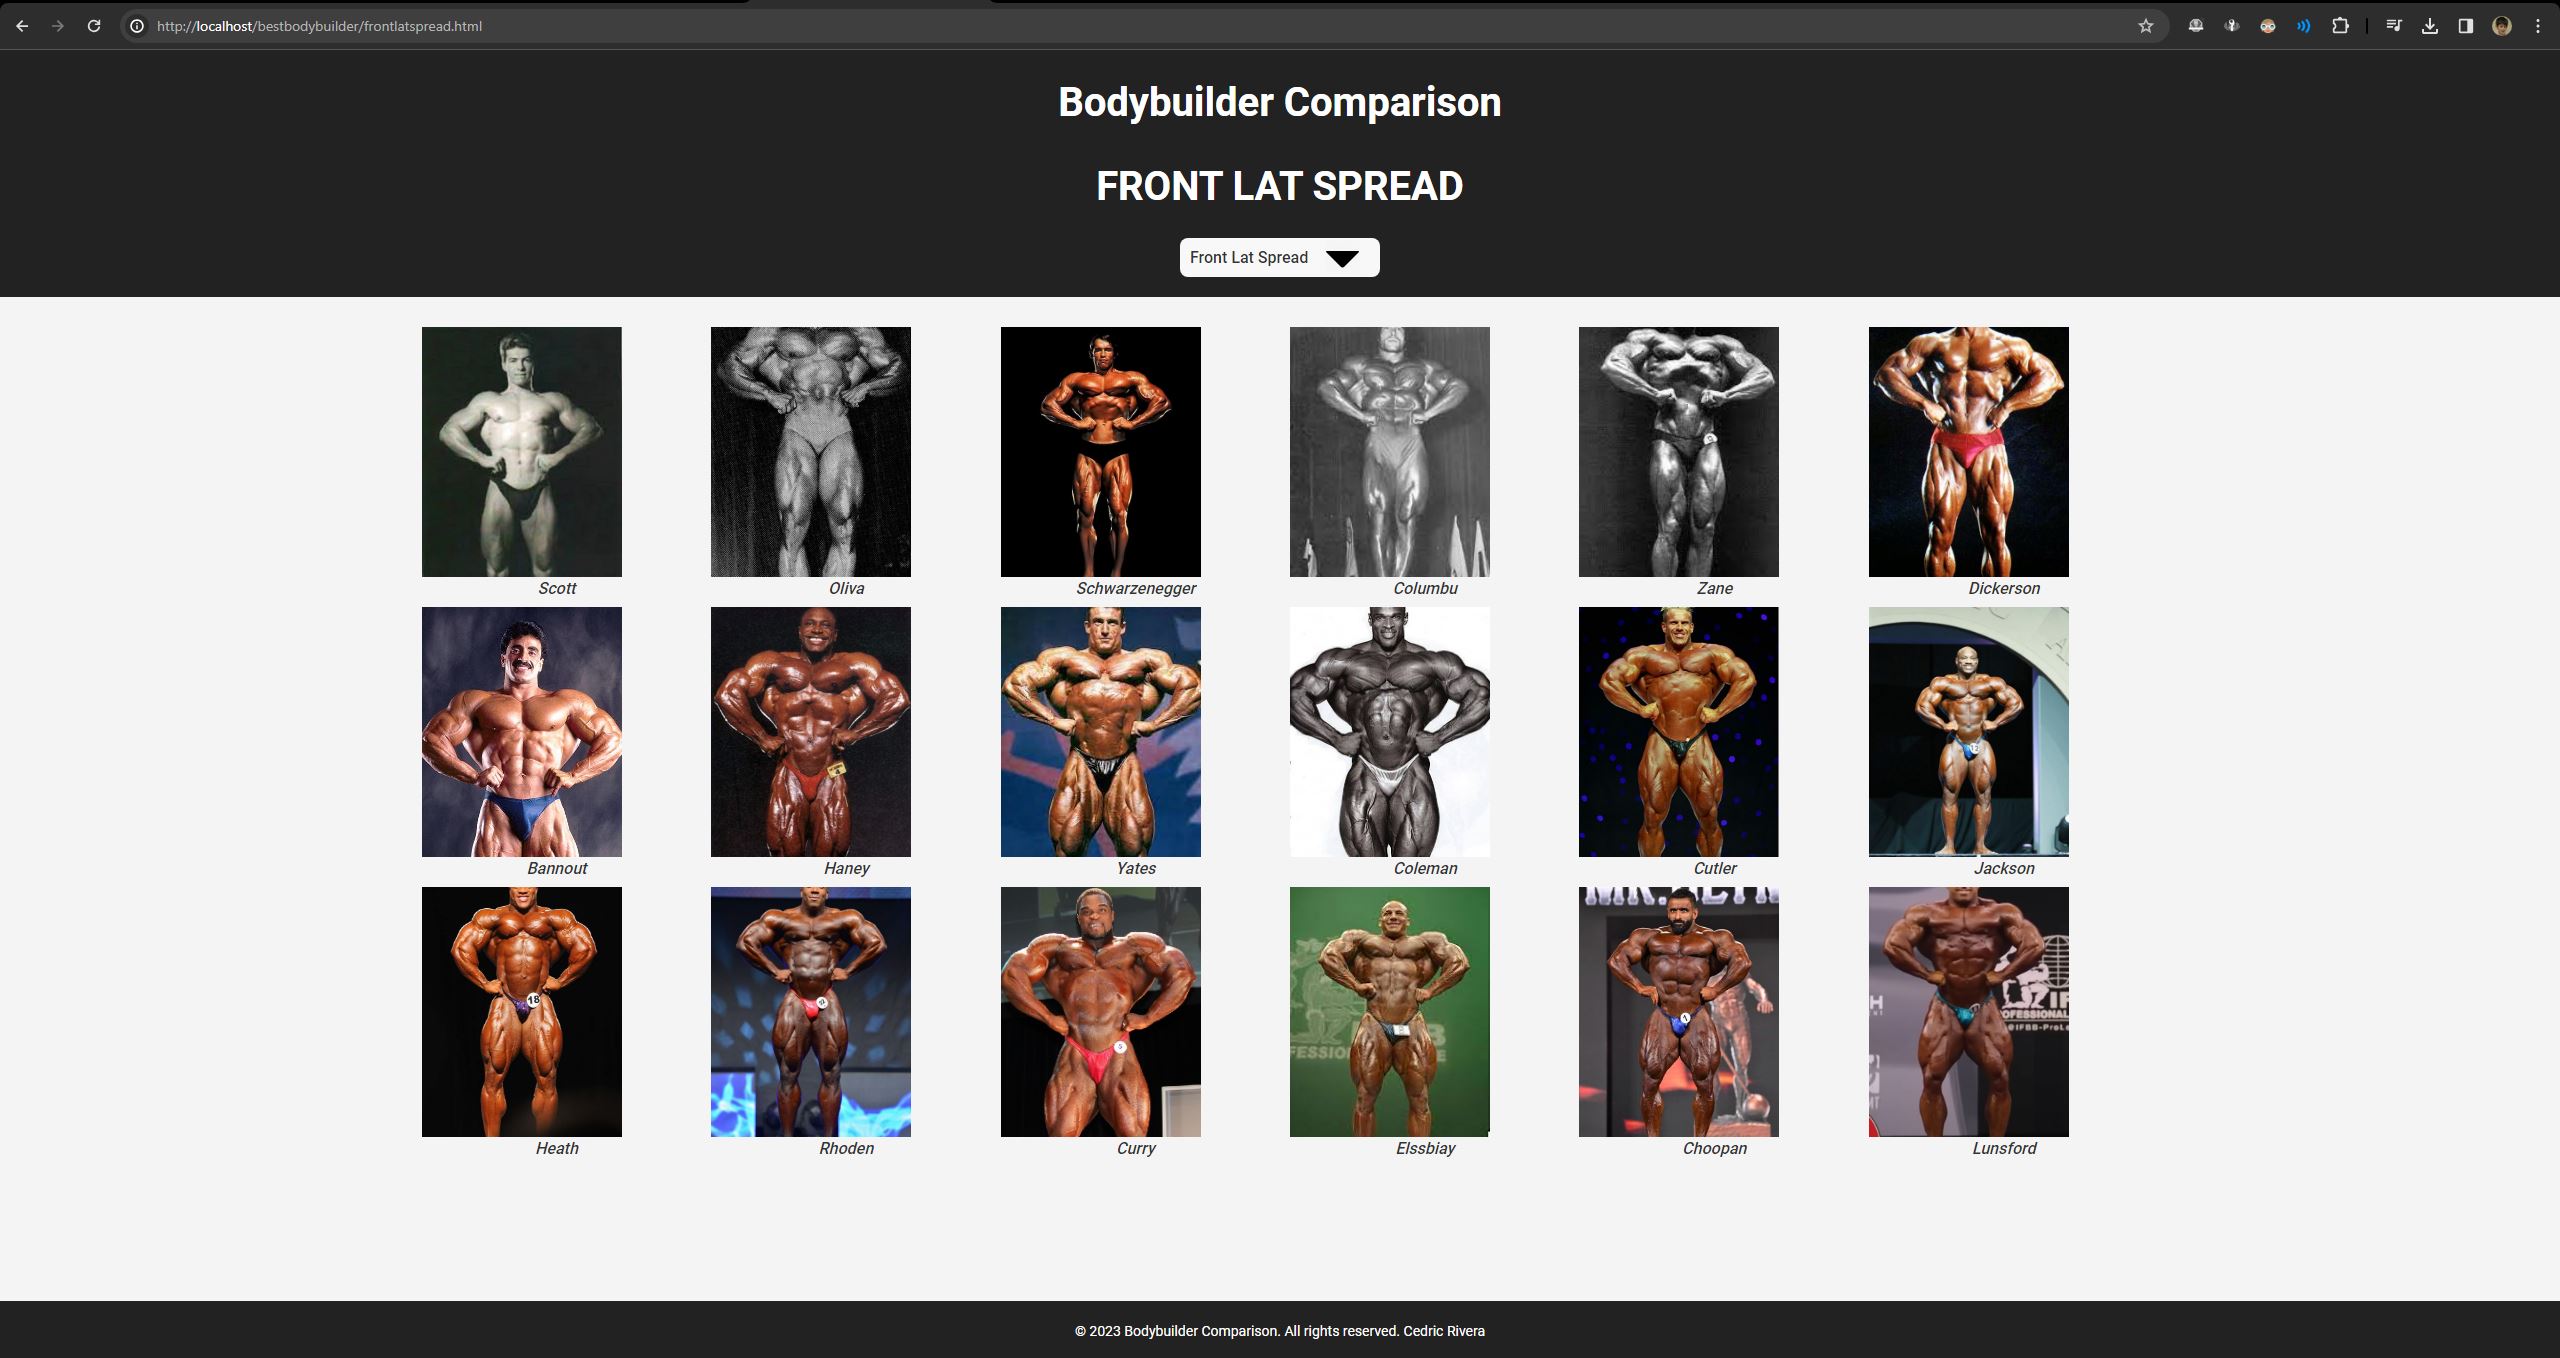 http://localhost/bestbodybuilder/frontlatspread.html
Bodybuilder Comparison
FRONT LAT SPREAD
Front Lat Spread
Scott
Oliva
Schwarzenegger
Columbu
Zane
Dickerson
Bannout
Haney
Yates
Coleman
Cutler
Jackson
18
Heath
Rhoden
Curry
Elssbiay
Choopan
Lunsford
© 2023 Bodybuilder Comparison. All rights reserved. Cedric Rivera